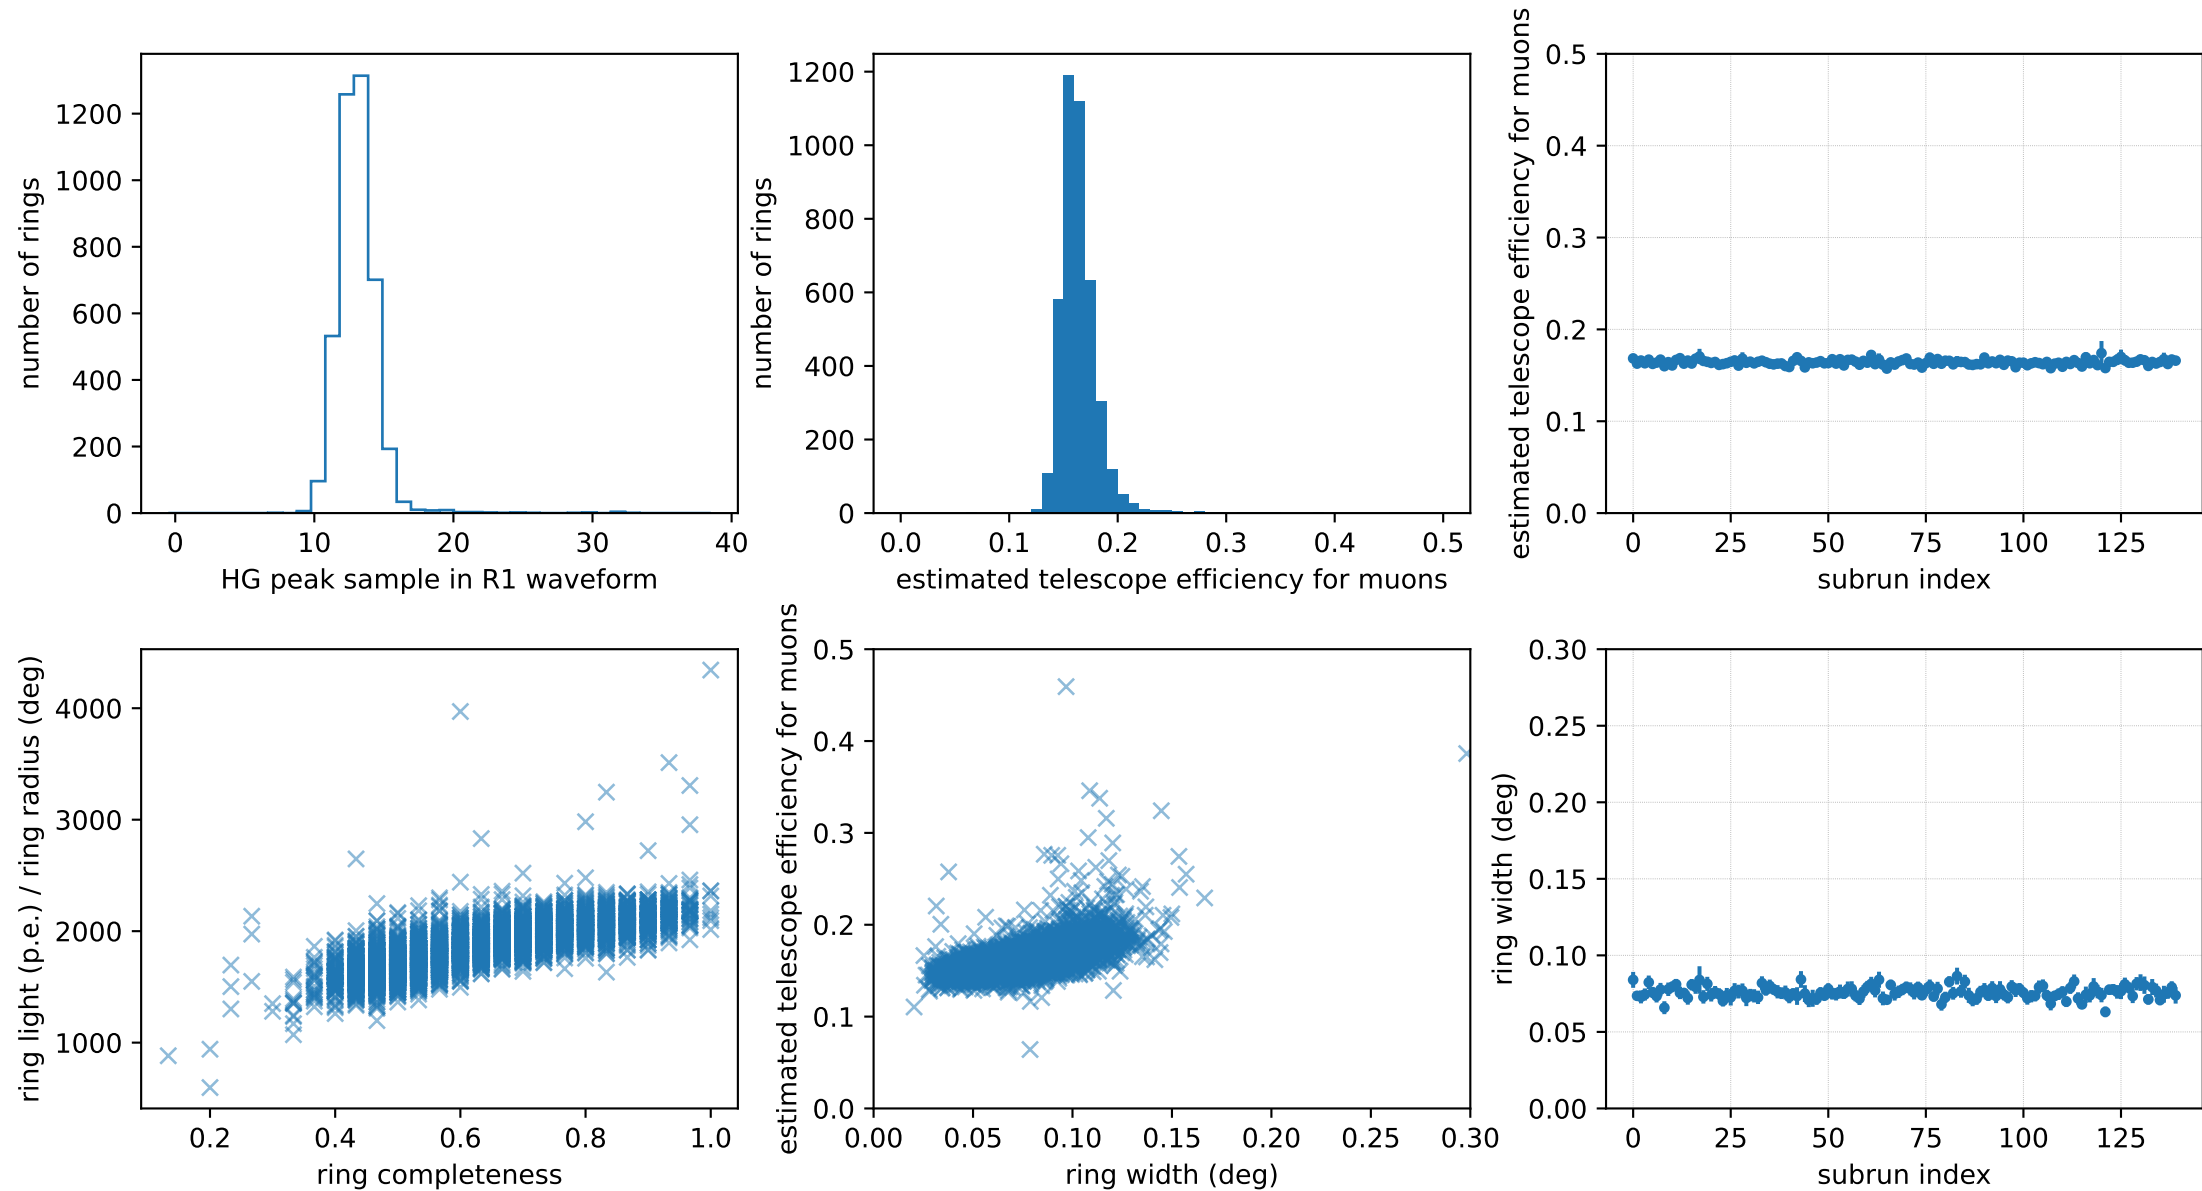 number of rings
1200
1000
800
600
400
200
0
0 10 20 30 40
HG peak sample in R1 waveform
number of rings
1200
1000
800
600
400
200
0
0.0 0.1 0.2 0.3 0.4 0.5
estimated telescope efficiency for muons
estimated telescope efficiency for muons
0.5
0.4
0.3
0.2
0.1
0.0
0 25 50 75 100 125
subrun index
ring light (p.e.) / ring radius (deg)
4000
3000
2000
1000
0.2 0.4 0.6 0.8 1.0
ring completeness
estimated telescope efficiency for muons
0.5
0.4
0.3
0.2
0.1
0.0
0.00 0.05 0.10 0.15 0.20 0.25 0.30
ring width (deg)
ring width (deg)
0.30
0.25
0.20
0.15
0.10
0.05
0.00
0 25 50 75 100 125
subrun index